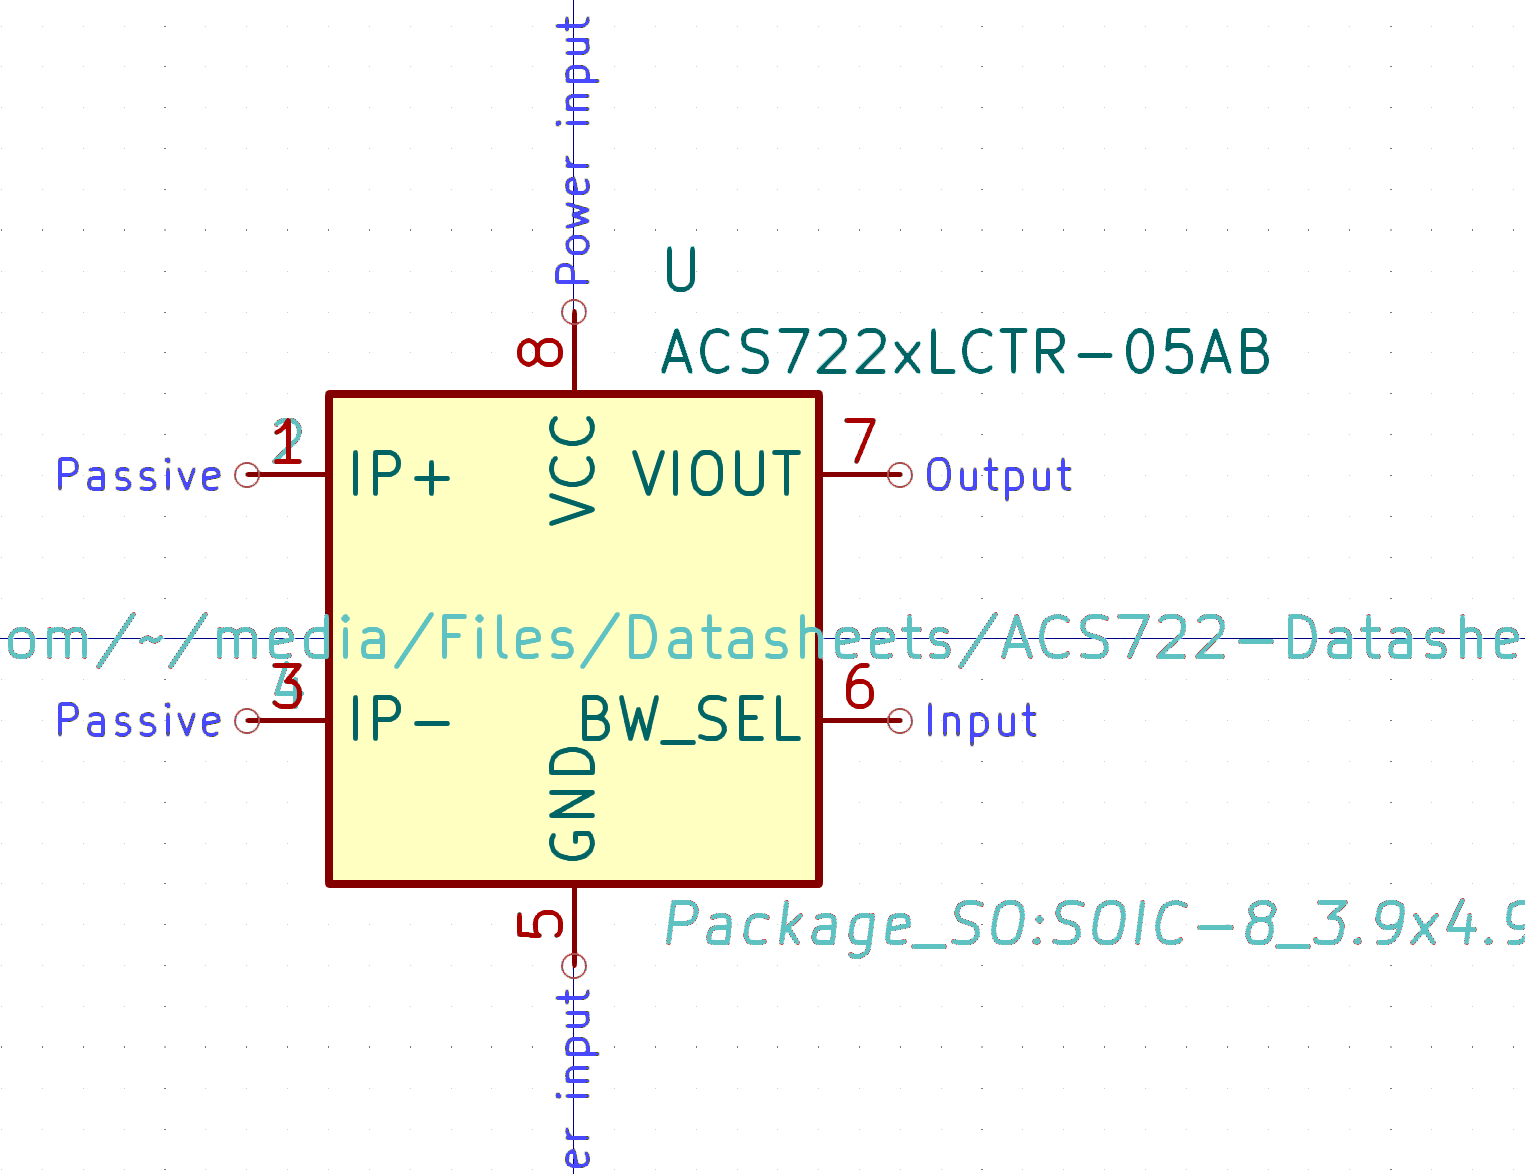 Power input
U
8
ACS722xLCTR-05AB
1
2
7
Passive
IP+
VCC
VIOUT
Output
om/~/media/Files/Datasheets/ACS722-Datashe
3
4
6
Passive
IP-
BW_SEL
Input
GND
5
Package_SO:SOIC-8_3.9x4.9
er input